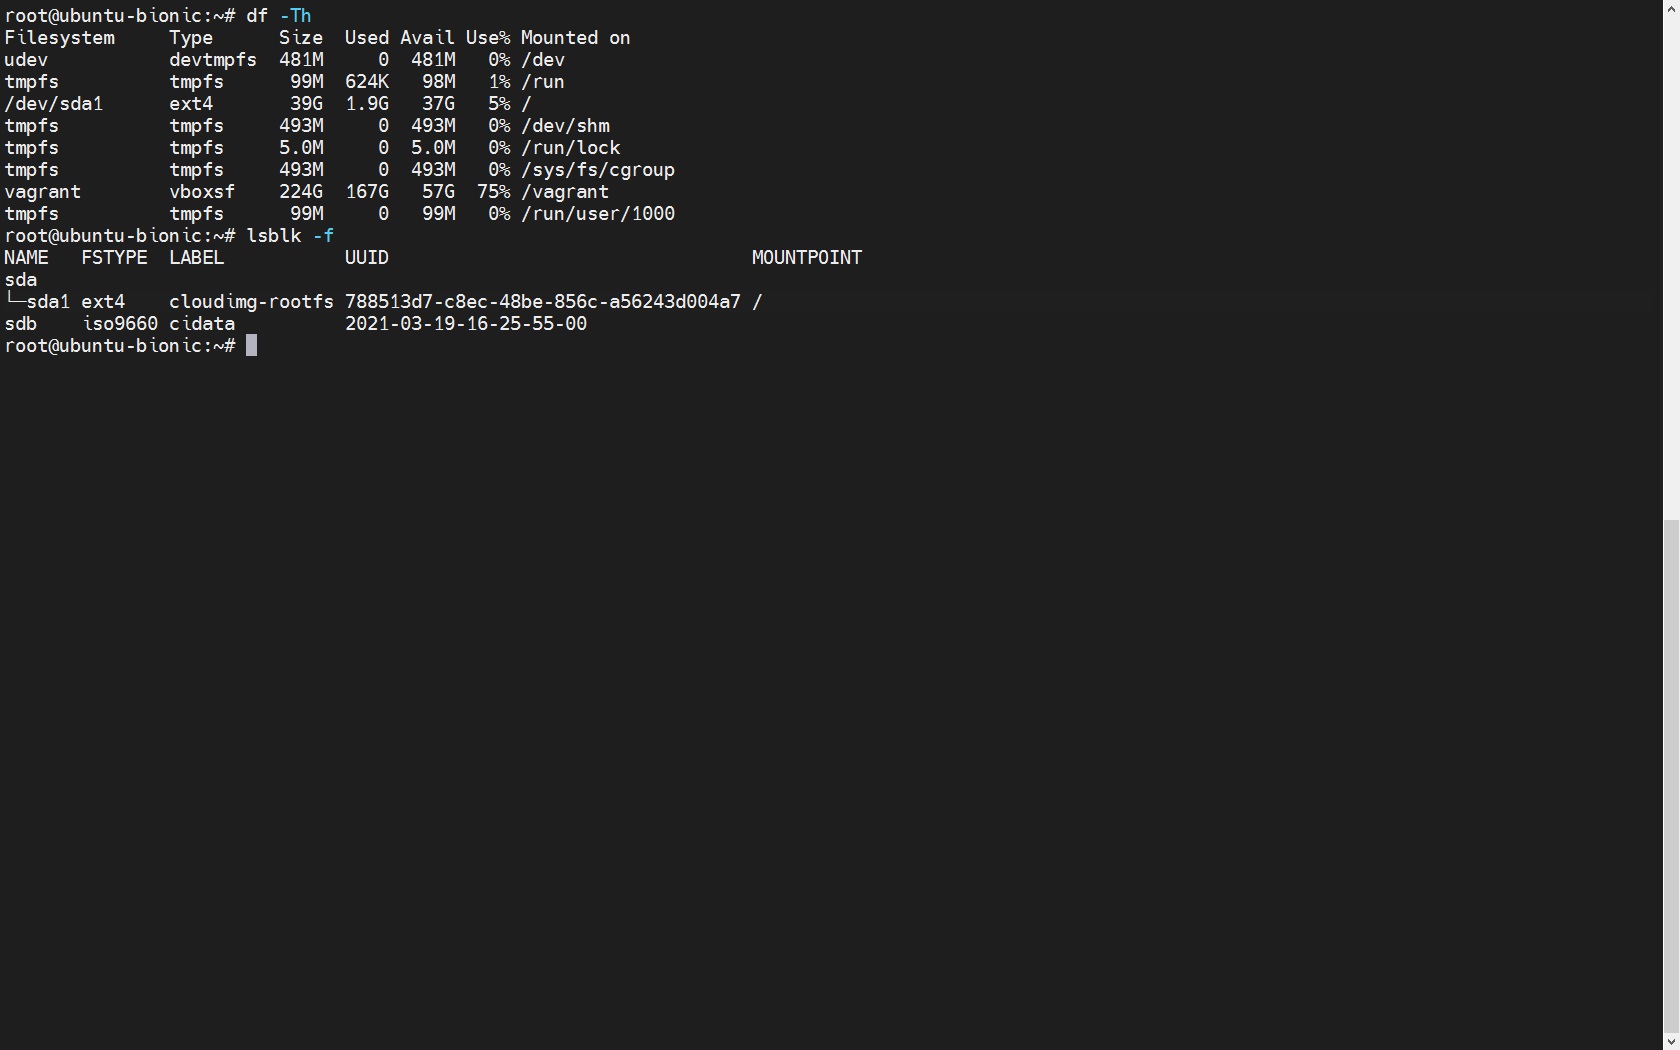 root@ubuntu-bionic:~# df -Th
Filesystem     Type      Size  Used Avail Use% Mounted on
udev           devtmpfs  481M     0  481M   0% /dev
tmpfs          tmpfs      99M  624K   98M   1% /run
/dev/sda1      ext4       39G  1.9G   37G   5% /
tmpfs          tmpfs     493M     0  493M   0% /dev/shm
tmpfs          tmpfs     5.0M     0  5.0M   0% /run/lock
tmpfs          tmpfs     493M     0  493M   0% /sys/fs/cgroup
vagrant        vboxsf    224G  167G   57G  75% /vagrant
tmpfs          tmpfs      99M     0   99M   0% /run/user/1000
root@ubuntu-bionic:~# lsblk -f
NAME   FSTYPE  LABEL           UUID                                 MOUNTPOINT
sda
└─sda1 ext4    cloudimg-rootfs 788513d7-c8ec-48be-856c-a56243d004a7 /
sdb    iso9660 cidata          2021-03-19-16-25-55-00
root@ubuntu-bionic:~#